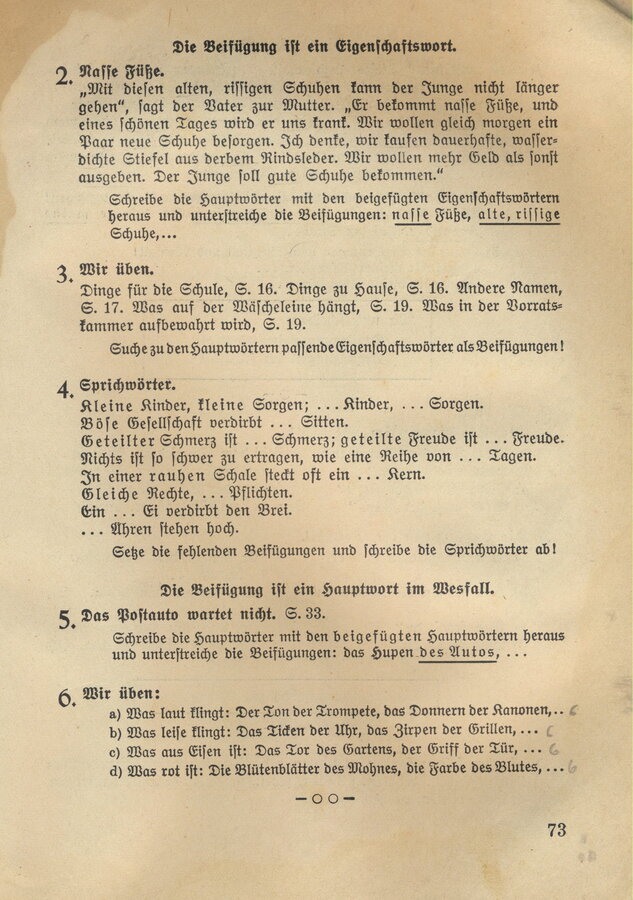 Die Beifügung ist ein Eigenschaftswort.
2. Nasse Füße.
„Mit diesen alten, rissigen Schuhen kann der Junge nicht länger
gehen“, sagt der Vater zur Mutter. „Er bekommt nasse Füße, und
eines schönen Tages wird er uns krank. Wir wollen gleich morgen ein
Paar neue Schuhe besorgen. Ich denke, wir kaufen dauerhafte, wasser-
dichte Stiefel aus derbem Rindsleder. Wir wollen mehr Geld als sonst
ausgeben. Der Junge soll gute Schuhe bekommen.“
Schreibe die Hauptwörter mit den beigefügten Eigenschaftswörtern
heraus und unterstreiche die Beifügungen: nasse Füße, alte, rissige
Schuhe,...
3. Wir üben.
Dinge für die Schule, S. 16. Dinge zu Hause, S. 16. Andere Namen,
S. 17. Was auf der Wäscheleine hängt, S. 19. Was in der Vorrats-
kammer aufbewahrt wird, S. 19.
Suche zu den Hauptwörtern passende Eigenschaftswörter als Beifügungen!
4. Sprichwörter.
Kleine Kinder, kleine Sorgen; ... Kinder, ... Sorgen.
Böse Gesellschaft verdirbt ... Sitten.
Geteilter Schmerz ist ... Schmerz; geteilte Freude ist ... Freude.
Nichts ist so schwer zu ertragen, wie eine Reihe von ... Tagen.
In einer rauhen Schale steckt oft ein ... Kern.
Gleiche Rechte, ... Pflichten.
Ein ... Ei verdirbt den Brei.
... Ähren stehen hoch.
Setze die fehlenden Beifügungen und schreibe die Sprichwörter ab!
Die Beifügung ist ein Hauptwort im Wesfall.
5. Das Postauto wartet nicht. S. 33.
Schreibe die Hauptwörter mit den beigefügten Hauptwörtern heraus
und unterstreiche die Beifügungen: das Hupen des Autos, ...
6. Wir üben:
a) Was laut klingt: Der Ton der Trompete, das Donnern der Kanonen,.. 6
b) Was leise klingt: Das Ticken der Uhr, das Zirpen der Grillen, ... 6
c) Was aus Eisen ist: Das Tor des Gartens, der Griff der Tür, ... 6
d) Was rot ist: Die Blütenblätter des Mohnes, die Farbe des Blutes, ... 6
73